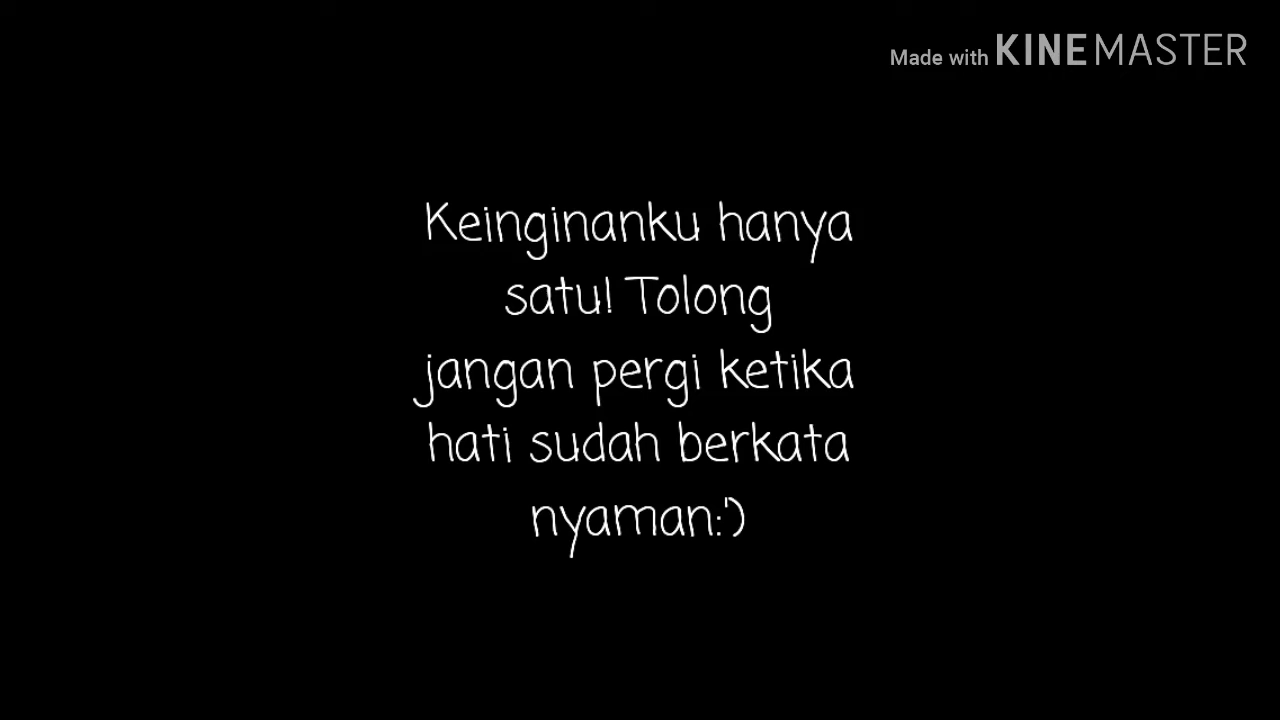 Made with KINEMASTER
Keinginanku hanya
satu! Tolong
jangan pergi ketika
hati sudah berkata
nyaman:')